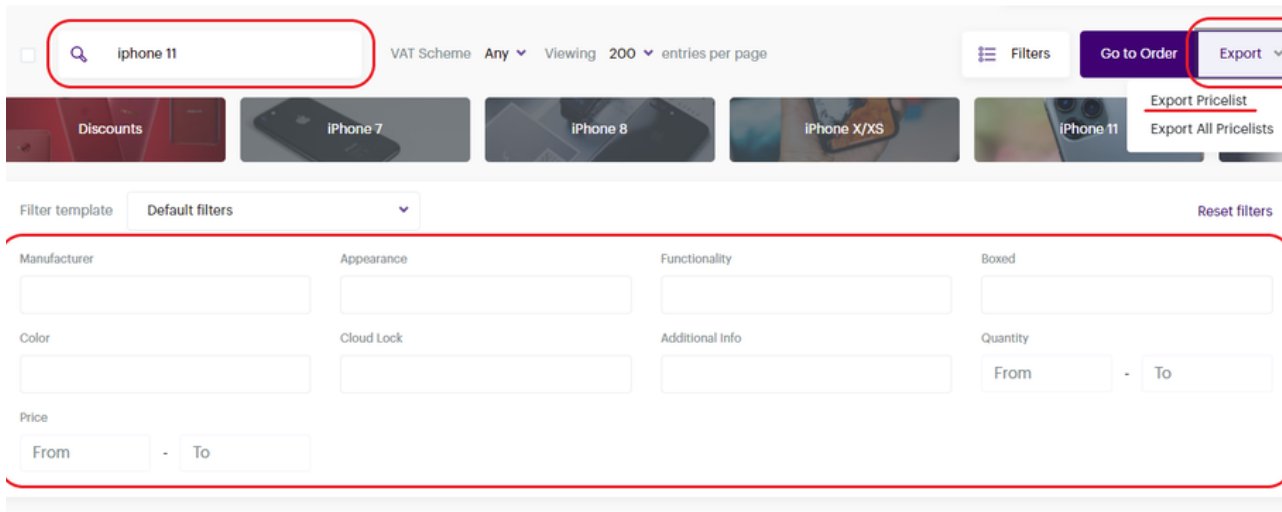 iphone 11 VAT Scheme Any Viewing 200 entries per page Filters Go to Order Export
Export Pricelist
Discounts iPhone 7 iPhone 8 iPhone X/XS iPhone 11 Export All Pricelists
Filter template Default filters Reset filters
Manufacturer Appearance Functionality Boxed
Color Cloud Lock Additional Info Quantity
From - To
Price
From - To